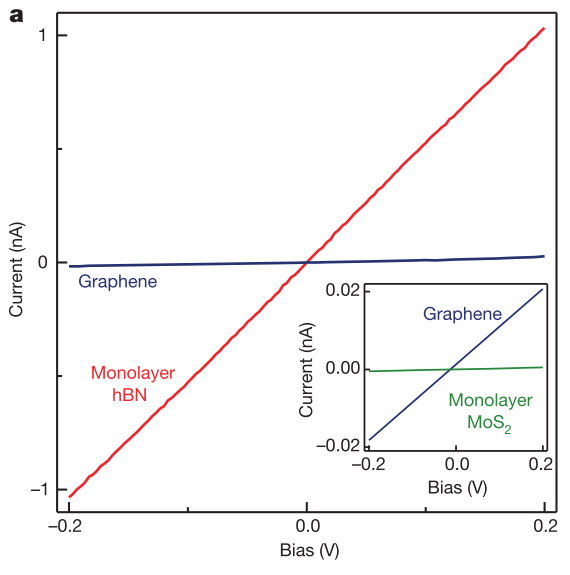 a
1
0
−1
Current (nA)
−0.2
0.0
0.2
Bias (V)
Graphene
Monolayer
hBN
0.02
0.00
−0.02
Current (nA)
−0.2
0.0
0.2
Bias (V)
Graphene
Monolayer
MoS₂